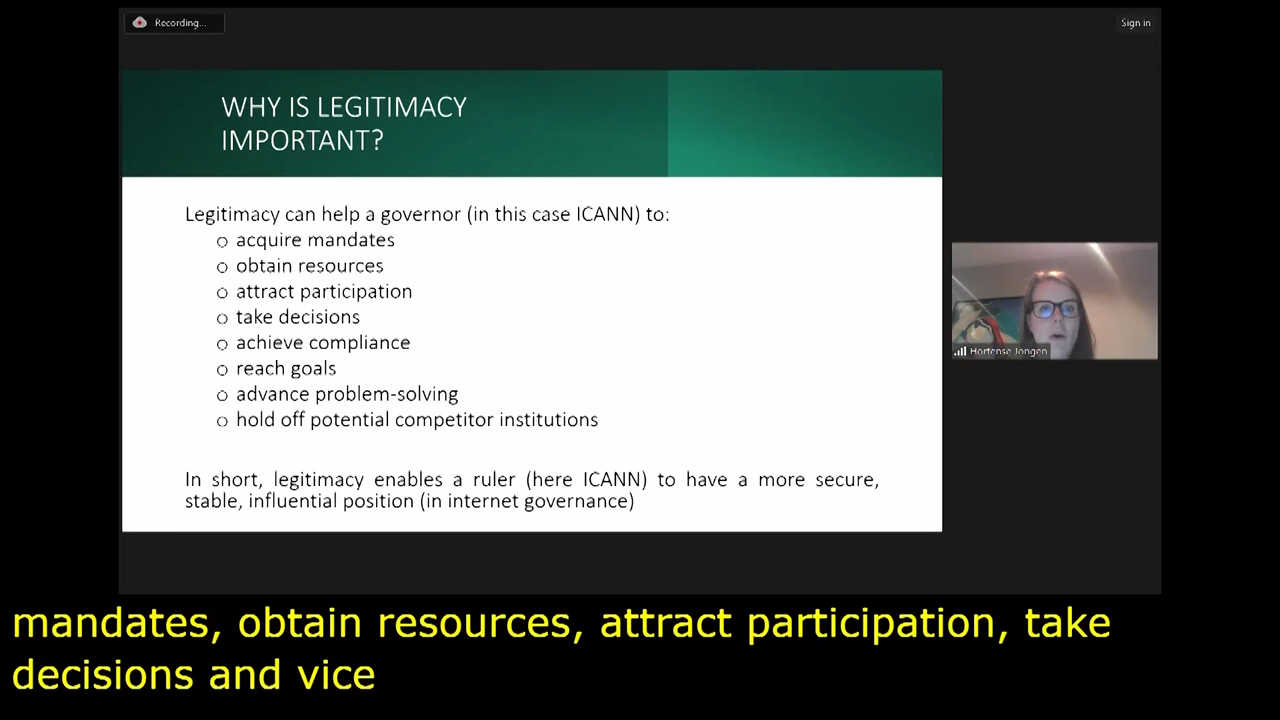 Recording...
Sign in
WHY IS LEGITIMACY
IMPORTANT?
Legitimacy can help a governor (in this case ICANN) to:
o acquire mandates
o obtain resources
o attract participation
o take decisions
o achieve compliance
o reach goals
o advance problem-solving
o hold off potential competitor institutions
In short, legitimacy enables a ruler (here ICANN) to have a more secure,
stable, influential position (in internet governance)
Hortense Jongen
mandates, obtain resources, attract participation, take
decisions and vice